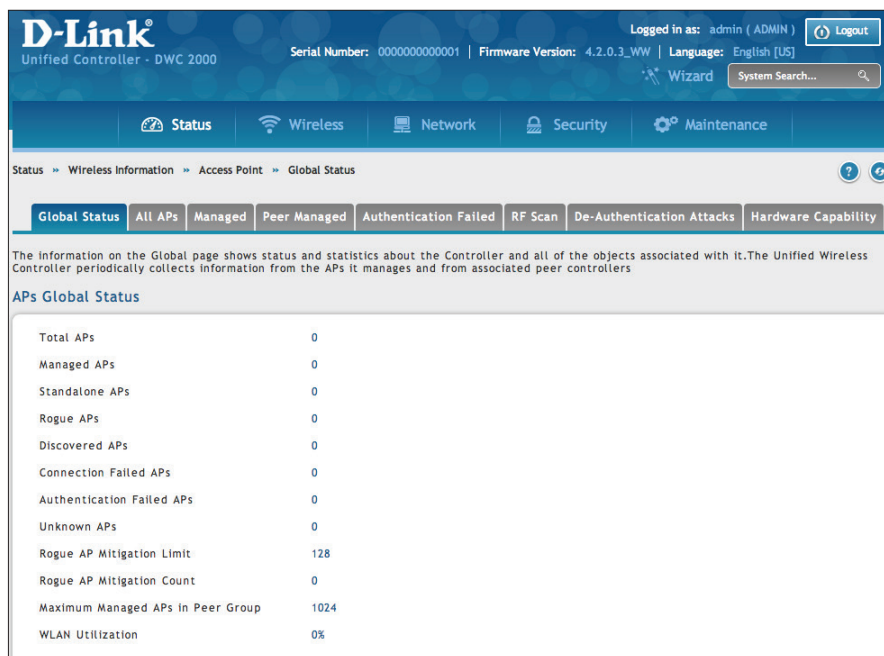 D-Link®
Unified Controller - DWC 2000
Logged in as: admin ( ADMIN ) Logout
Serial Number: 0000000000001 | Firmware Version: 4.2.0.3_WW | Language: English [US]
Wizard System Search...
Status Wireless Network Security Maintenance
Status » Wireless Information » Access Point » Global Status ?
Global Status All APs Managed Peer Managed Authentication Failed RF Scan De-Authentication Attacks Hardware Capability
The information on the Global page shows status and statistics about the Controller and all of the objects associated with it.The Unified Wireless
Controller periodically collects information from the APs it manages and from associated peer controllers
APs Global Status
Total APs 0
Managed APs 0
Standalone APs 0
Rogue APs 0
Discovered APs 0
Connection Failed APs 0
Authentication Failed APs 0
Unknown APs 0
Rogue AP Mitigation Limit 128
Rogue AP Mitigation Count 0
Maximum Managed APs in Peer Group 1024
WLAN Utilization 0%